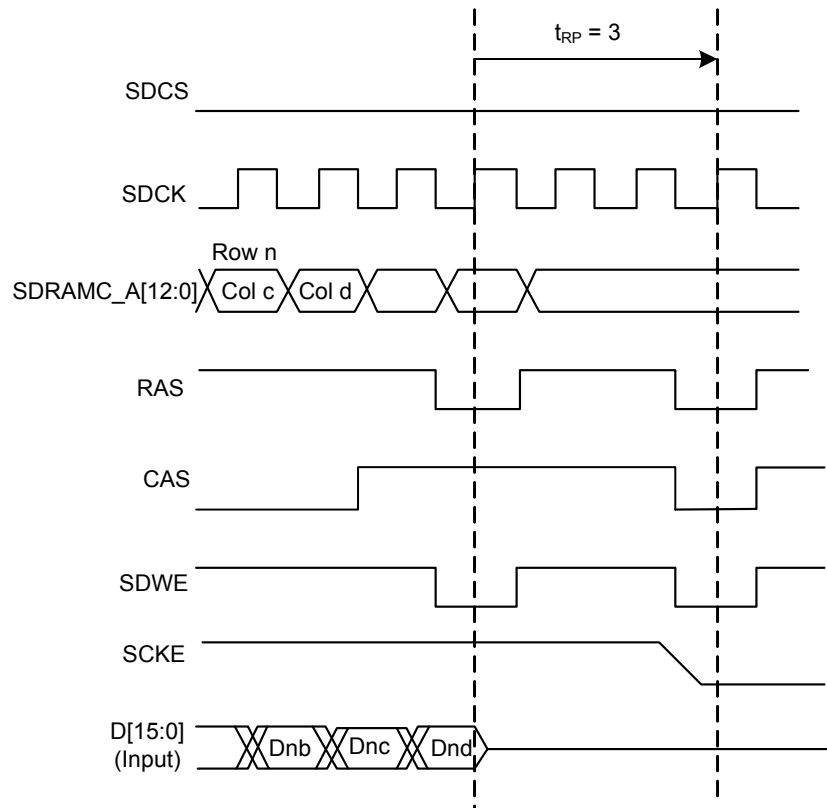 tRP = 3
SDCS
SDCK
Row n
SDRAMC_A[12:0] Col c Col d
RAS
CAS
SDWE
SCKE
D[15:0]
(Input) Dnb Dnc Dnd